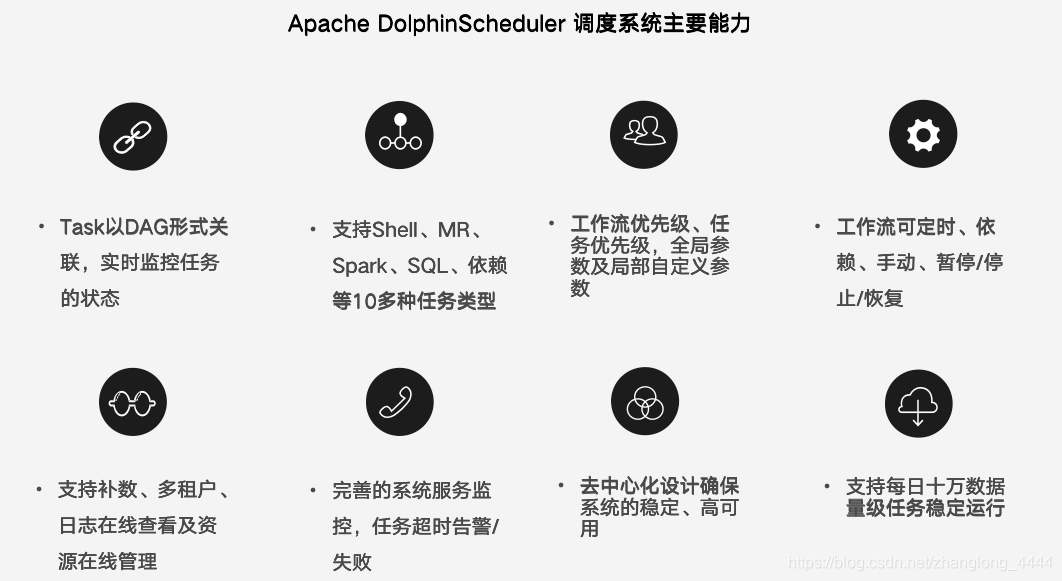 Apache DolphinScheduler 调度系统主要能力
• Task以DAG形式关
联，实时监控任务
的状态
• 支持Shell、MR、
Spark、SQL、依赖
等10多种任务类型
• 工作流优先级、任
务优先级，全局参
数及局部自定义参
数
• 工作流可定时、依
赖、手动、暂停/停
止/恢复
• 支持补数、多租户、
日志在线查看及资
源在线管理
• 完善的系统服务监
控，任务超时告警/
失败
• 去中心化设计确保
系统的稳定、高可
用
• 支持每日十万数据
量级任务稳定运行
https://blog.csdn.net/zhanglong_4444